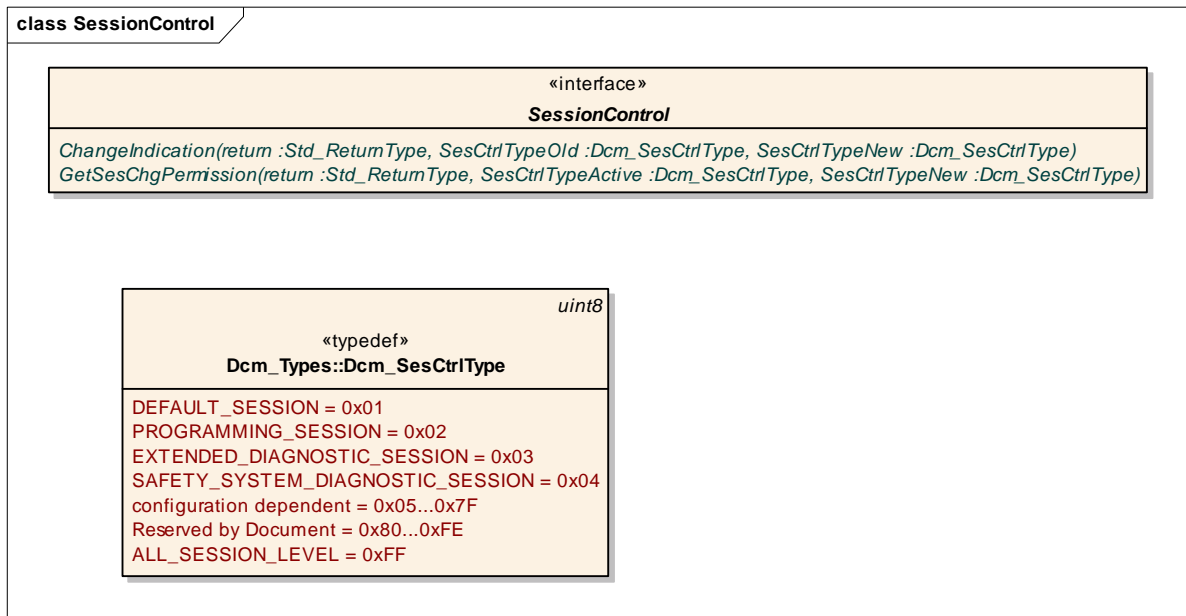 class SessionControl
«interface»
SessionControl
ChangeIndication(return :Std_ReturnType, SesCtrlTypeOld :Dcm_SesCtrlType, SesCtrlTypeNew :Dcm_SesCtrlType)
GetSesChgPermission(return :Std_ReturnType, SesCtrlTypeActive :Dcm_SesCtrlType, SesCtrlTypeNew :Dcm_SesCtrlType)
uint8
«typedef»
Dcm_Types::Dcm_SesCtrlType
DEFAULT_SESSION = 0x01
PROGRAMMING_SESSION = 0x02
EXTENDED_DIAGNOSTIC_SESSION = 0x03
SAFETY_SYSTEM_DIAGNOSTIC_SESSION = 0x04
configuration dependent = 0x05...0x7F
Reserved by Document = 0x80...0xFE
ALL_SESSION_LEVEL = 0xFF